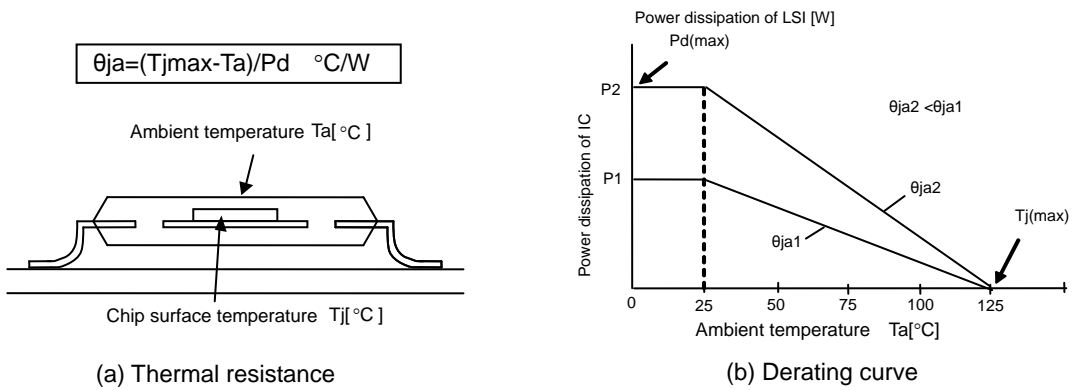 θja=(Tjmax-Ta)/Pd °C/W
Ambient temperature Ta[°C]
Chip surface temperature Tj[°C]
(a) Thermal resistance
Power dissipation of LSI [W]
Pd(max)
P2
θja2 <θja1
Power dissipation of IC
P1
θja2
Tj(max)
θja1
0 25 50 75 100 125
Ambient temperature Ta[°C]
(b) Derating curve